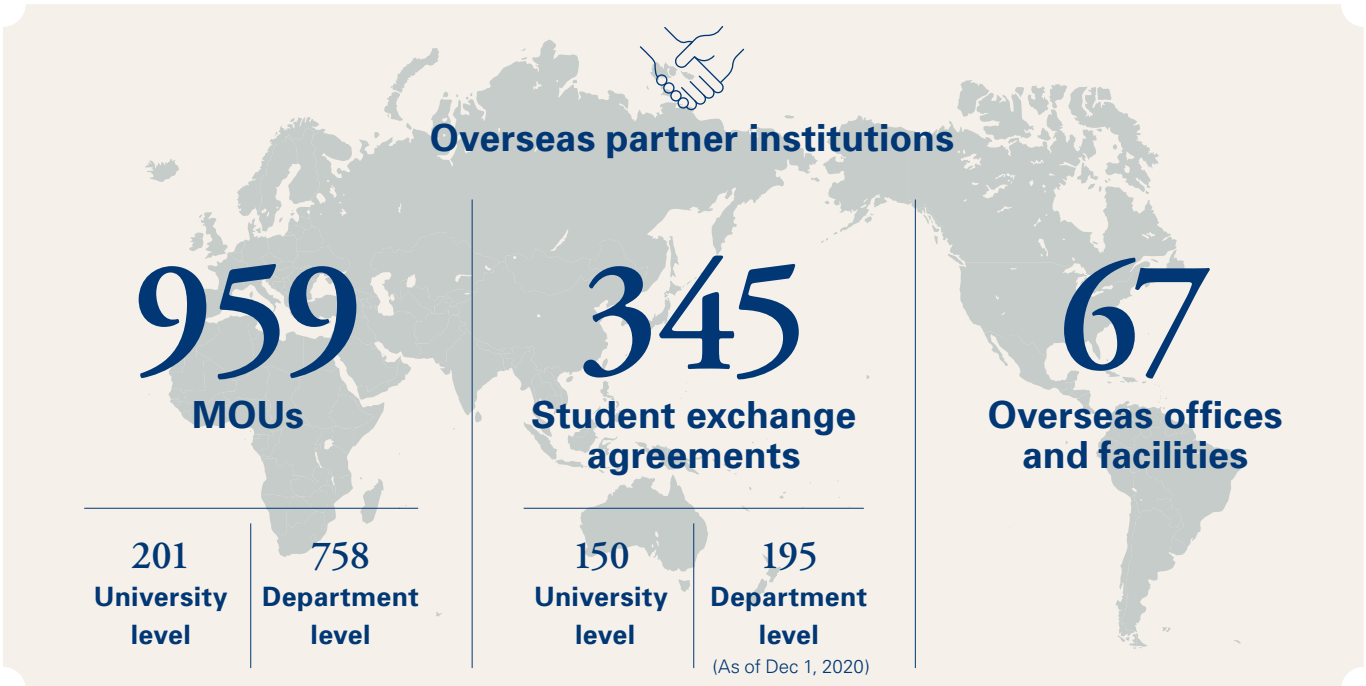 Overseas partner institutions
959
MOUs
201
University
level
758
Department
level
345
Student exchange
agreements
150
University
level
195
Department
level
(As of Dec 1, 2020)
67
Overseas offices
and facilities